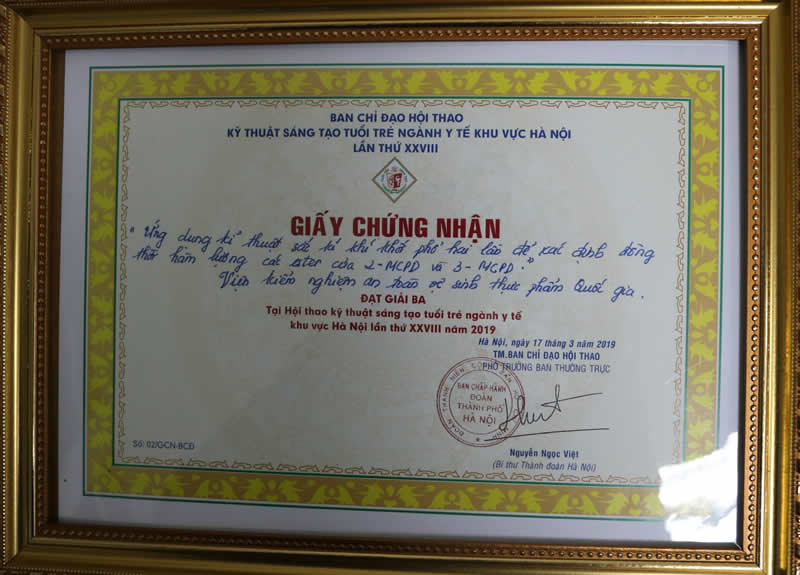 BAN CHỈ ĐẠO HỘI THAO
KỸ THUẬT SÁNG TẠO TUỔI TRẺ NGÀNH Y TẾ KHU VỰC HÀ NỘI
LẦN THỨ XXVIII
GIẤY CHỨNG NHẬN
"Ứng dụng kĩ thuật sắc kí khí khối phổ hai lần để xác định đồng
thời hàm lượng các ester của 2-MCPD và 3-MCPD."
Viện kiểm nghiệm an toàn vệ sinh thực phẩm Quốc gia.
ĐẠT GIẢI BA
Tại Hội thao kỹ thuật sáng tạo tuổi trẻ ngành y tế
khu vực Hà Nội lần thứ XXVIII năm 2019
Hà Nội, ngày 17 tháng 3 năm 2019
TM.BAN CHỈ ĐẠO HỘI THAO
PHÓ TRƯỞNG BAN THƯỜNG TRỰC
ĐOÀN THANH NIÊN CỘNG SẢN
BAN CHẤP HÀNH
ĐOÀN
THÀNH PHỐ
HÀ NỘI
Số: 02/GCN-BCĐ
Nguyễn Ngọc Việt
(Bí thư Thành đoàn Hà Nội)